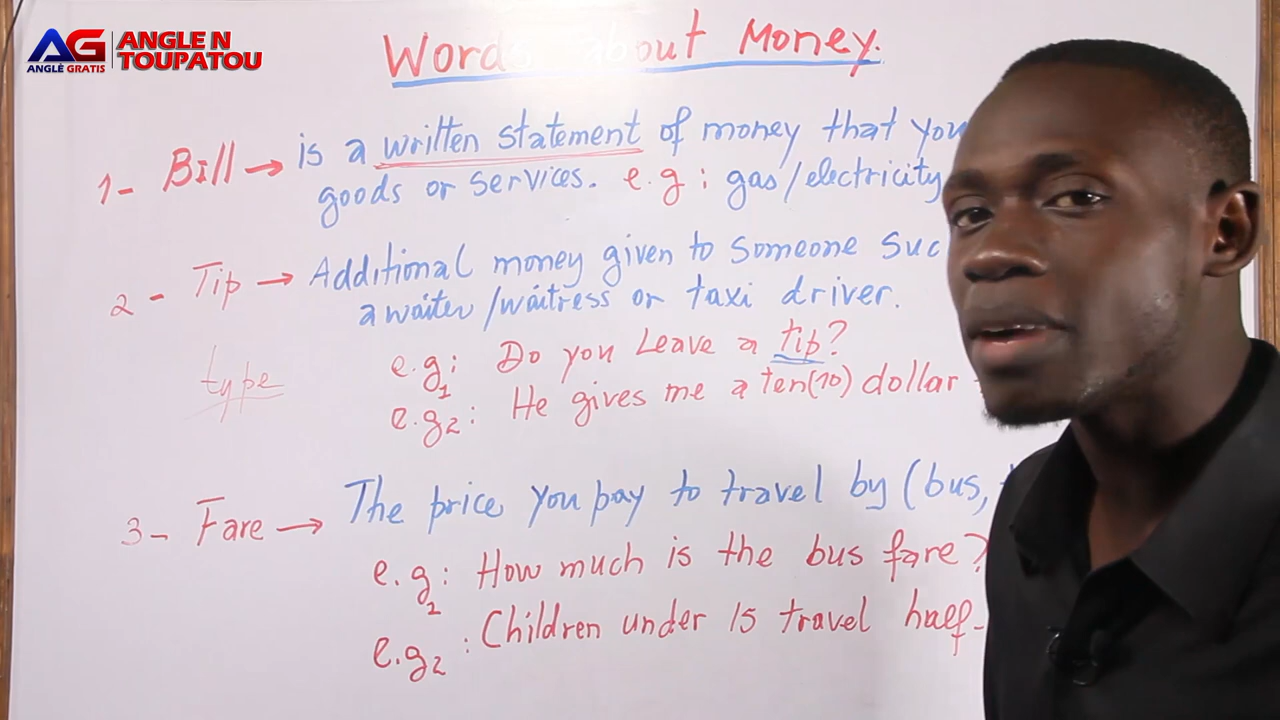 AG
ANGLÈ GRATIS
ANGLE N
TOUPATOU
Words about Money.
1- Bill → is a written statement of money that you
goods or services. e.g : gas/electricity
2 - Tip → Additional money given to someone suc
a waiter/waitress or taxi driver.
type
e.g1: Do you Leave a tip?
e.g2: He gives me a ten(10) dollar
3- Fare → The price you pay to travel by (bus,
e.g1: How much is the bus fare?
e.g2: Children under 15 travel half-